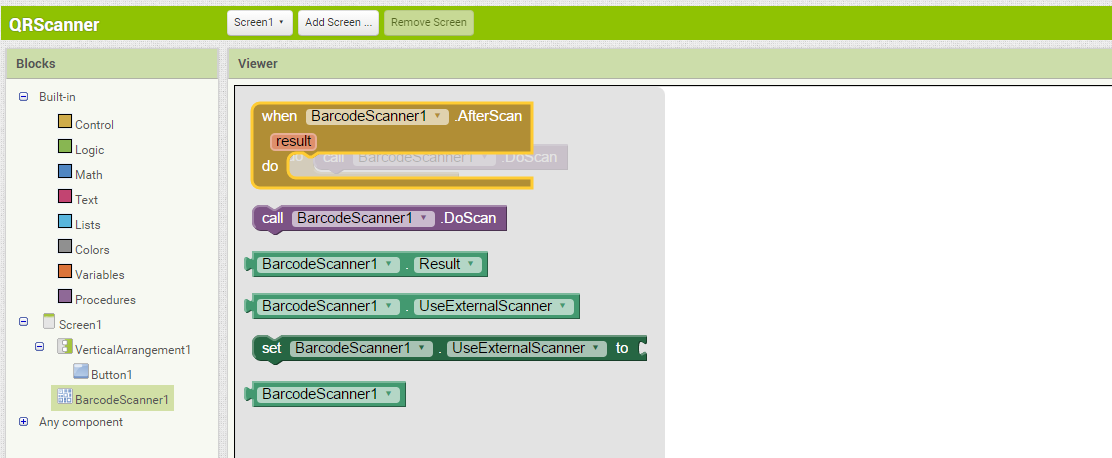 QRScanner
Screen1
Add Screen ...
Remove Screen
Blocks
Viewer
Built-in
Control
Logic
Math
Text
Lists
Colors
Variables
Procedures
Screen1
VerticalArrangement1
Button1
BarcodeScanner1
Any component
when BarcodeScanner1 .AfterScan
result
do
do call BarcodeScanner1 .DoScan
call BarcodeScanner1 .DoScan
BarcodeScanner1 . Result
BarcodeScanner1 . UseExternalScanner
set BarcodeScanner1 . UseExternalScanner to
BarcodeScanner1